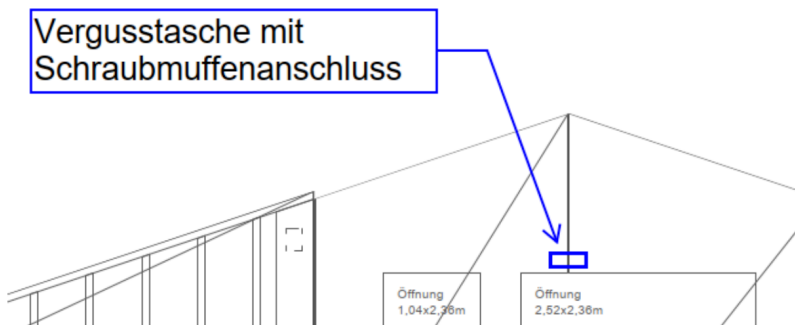 Vergusstasche mit
Schraubmuffenanschluss
Öffnung
1,04x2,36m
Öffnung
2,52x2,36m